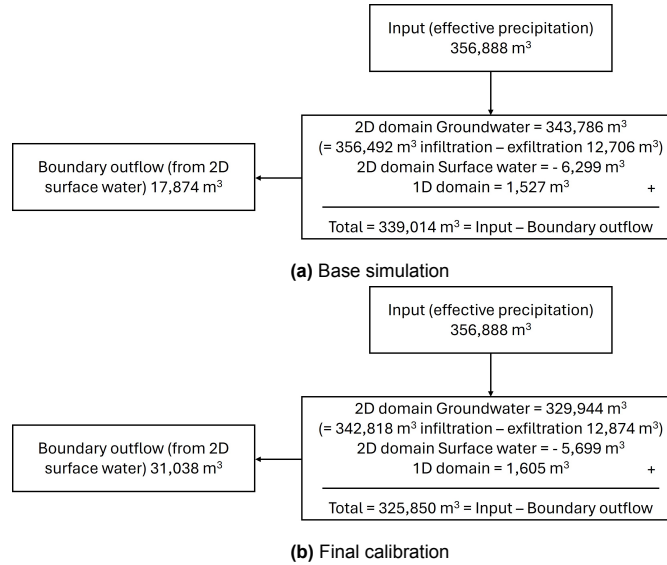 Input (effective precipitation)
356,888 m³
2D domain Groundwater = 343,786 m³
(= 356,492 m³ infiltration – exfiltration 12,706 m³)
2D domain Surface water = - 6,299 m³
1D domain = 1,527 m³ +
Total = 339,014 m³ = Input – Boundary outflow
Boundary outflow (from 2D
surface water) 17,874 m³
(a) Base simulation
Input (effective precipitation)
356,888 m³
2D domain Groundwater = 329,944 m³
(= 342,818 m³ infiltration – exfiltration 12,874 m³)
2D domain Surface water = - 5,699 m³
1D domain = 1,605 m³ +
Total = 325,850 m³ = Input – Boundary outflow
Boundary outflow (from 2D
surface water) 31,038 m³
(b) Final calibration